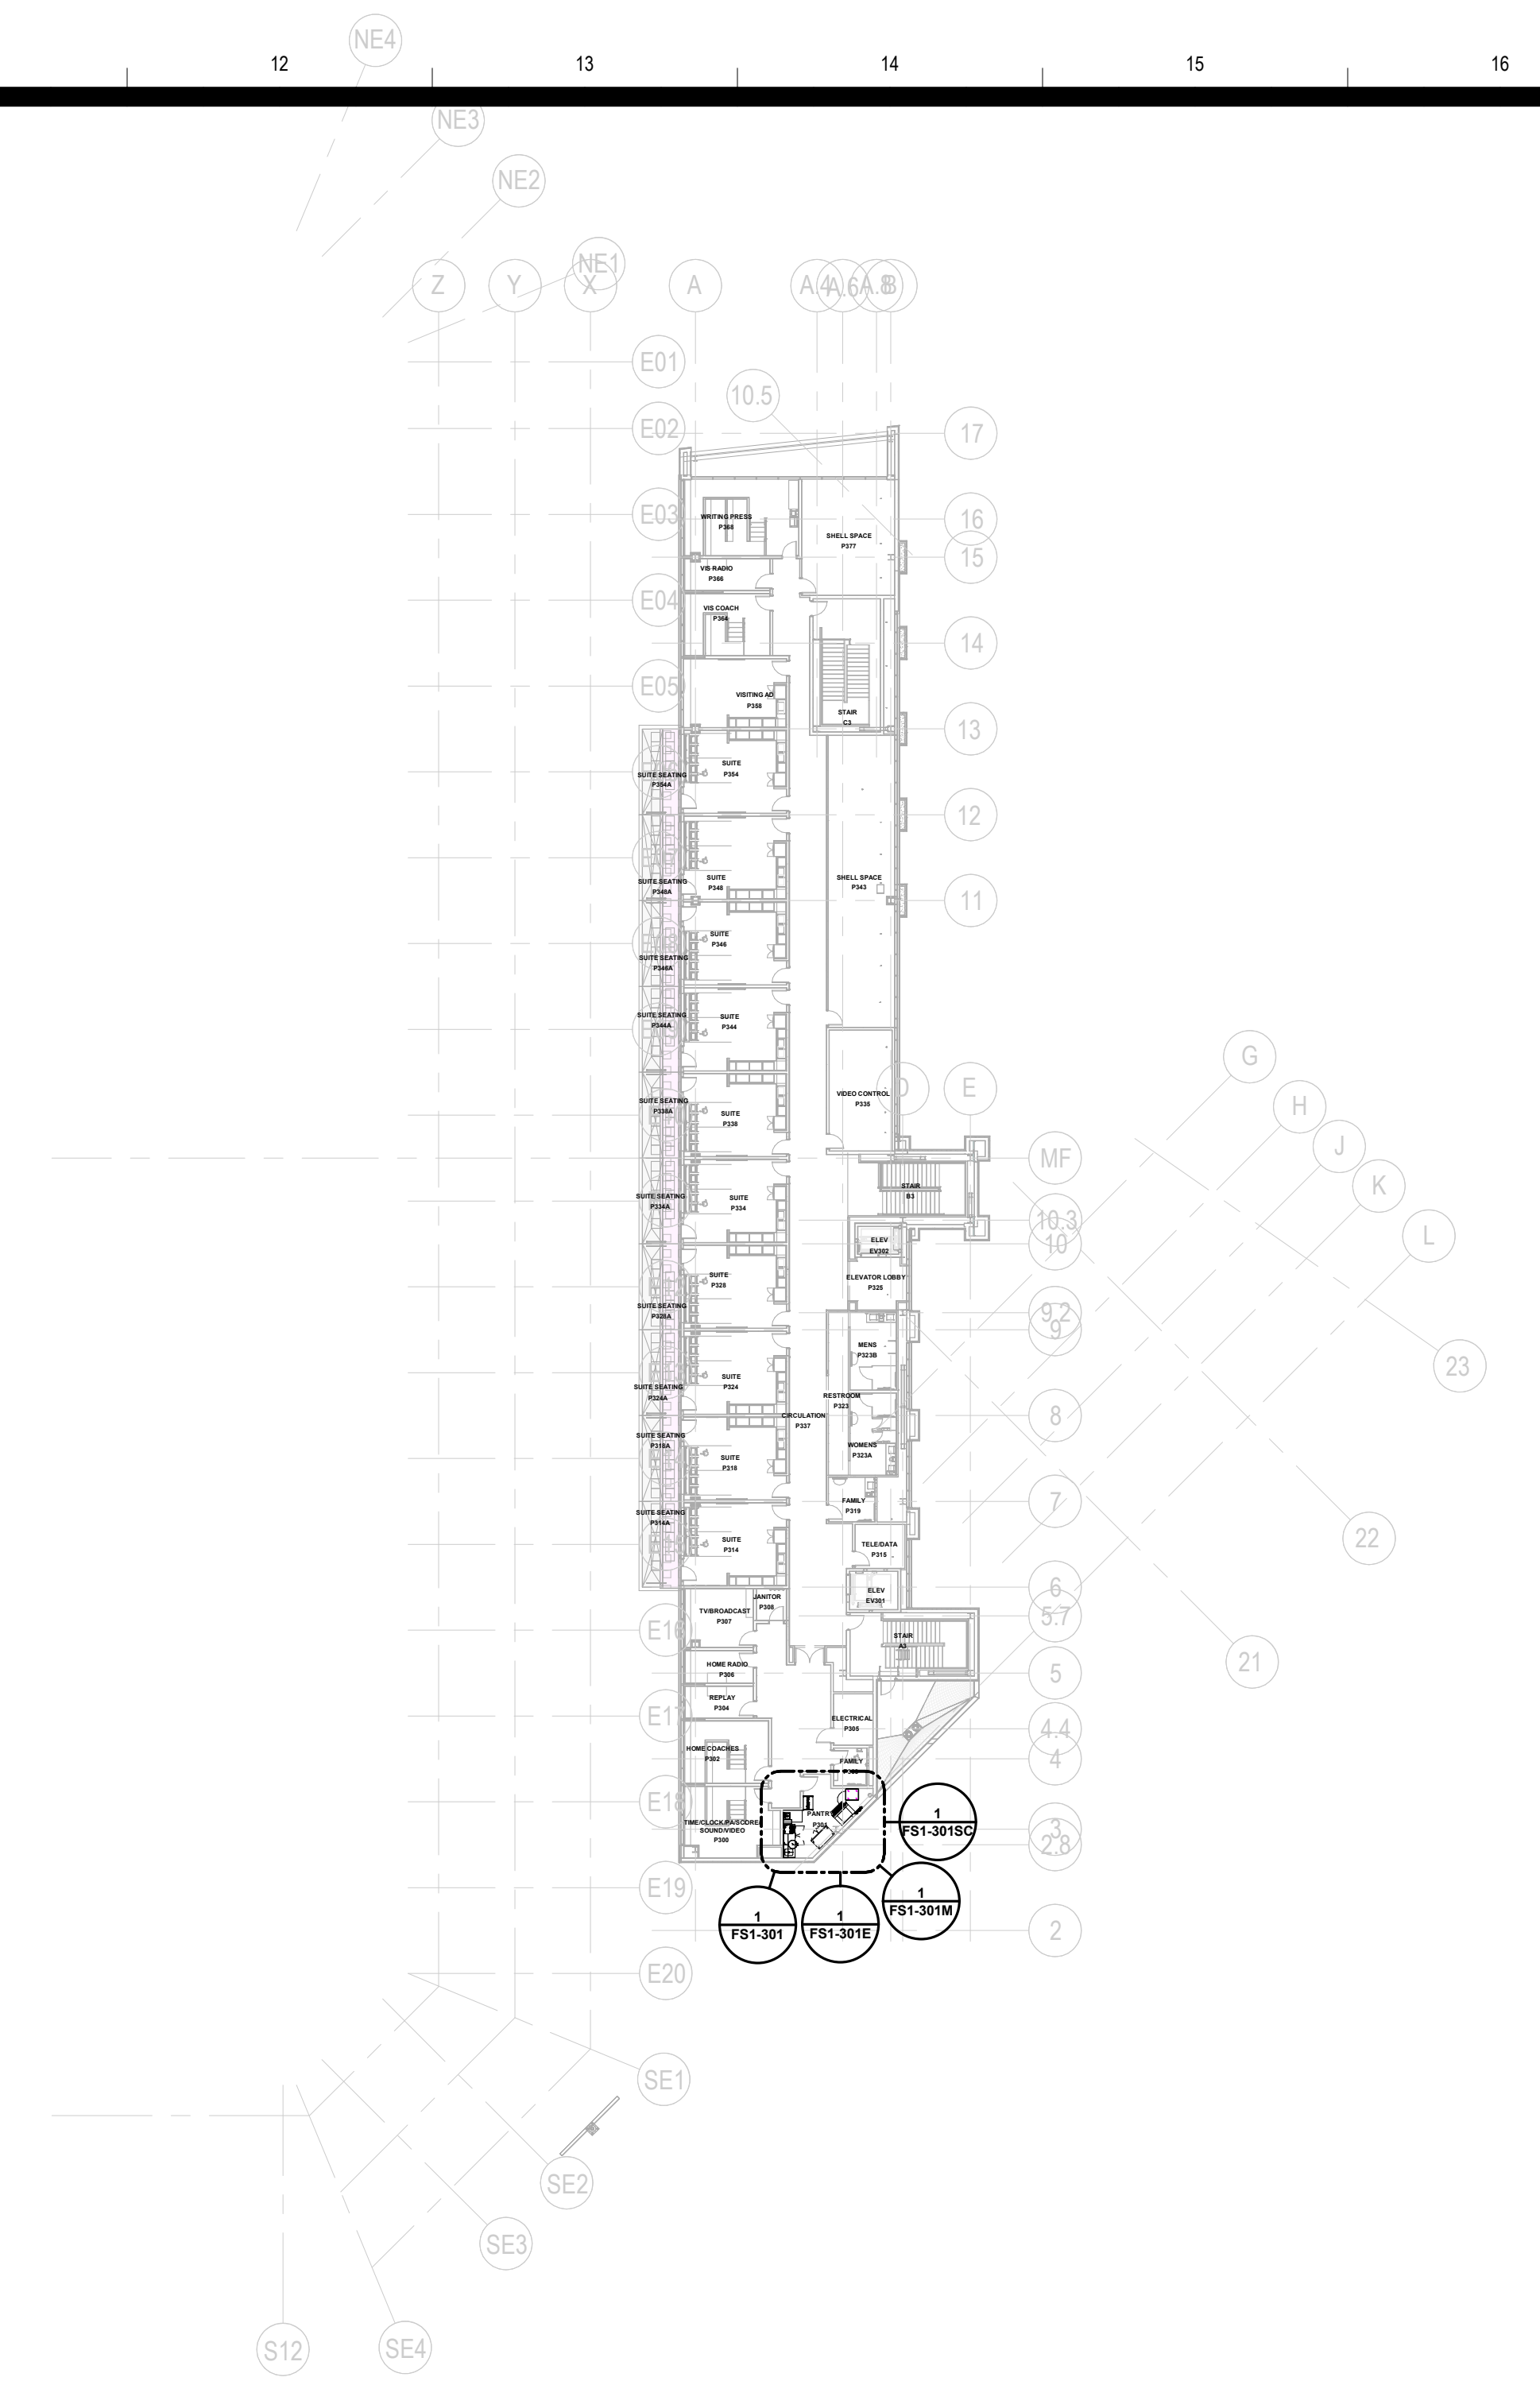 NE4
12
13
14
15
16
NE3
NE2
NE1
Z
Y
X
A
A.4
A.6
A.8
B
E01
10.5
E02
17
E03
WRITING PRESS
P368
16
SHELL SPACE
P377
15
VIS RADIO
P366
E04
VIS COACH
P364
14
E05
VISITING AD
P358
STAIR
C3
13
SUITE
P354
SUITE SEATING
P354A
12
SUITE
P348
SUITE SEATING
P348A
SHELL SPACE
P343
11
SUITE
P346
SUITE SEATING
P346A
SUITE SEATING
P344A
SUITE
P344
G
VIDEO CONTROL
P335
D
E
SUITE SEATING
P338A
SUITE
P338
H
J
MF
K
STAIR
B3
SUITE SEATING
P334A
SUITE
P334
10.3
10
L
ELEV
EV302
ELEVATOR LOBBY
P325
SUITE
P328
SUITE SEATING
P328A
9.2
9
MENS
P323B
23
SUITE
P324
SUITE SEATING
P324A
RESTROOM
P323
CIRCULATION
P337
8
SUITE SEATING
P318A
WOMENS
P323A
SUITE
P318
FAMILY
P319
7
SUITE SEATING
P314A
SUITE
P314
TELE/DATA
P315
22
ELEV
EV301
6
JANITOR
P308
TV/BROADCAST
P307
5.7
E16
STAIR
A3
HOME RADIO
P306
5
21
REPLAY
P304
E17
ELECTRICAL
P305
4.4
HOME COACHES
P302
FAMILY
4
E18
PANTRY
P301
TIME/CLOCK/PA/SCORE/
SOUND/VIDEO
P300
1
FS1-301SC
3
2.8
E19
1
FS1-301M
1
FS1-301
1
FS1-301E
2
E20
SE1
SE2
SE3
S12
SE4